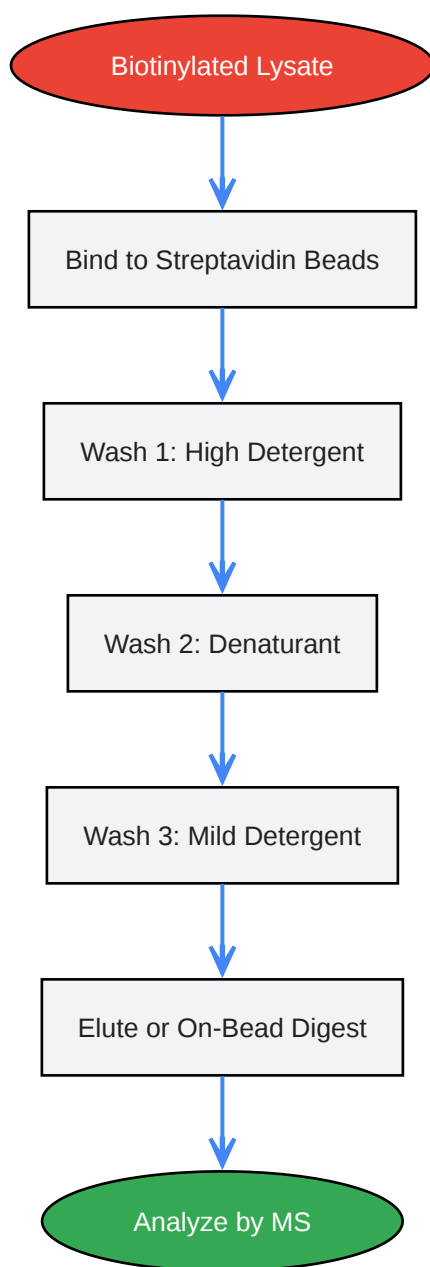 Biotinylated Lysate
Bind to Streptavidin Beads
Wash 1: High Detergent
Wash 2: Denaturant
Wash 3: Mild Detergent
Elute or On-Bead Digest
Analyze by MS